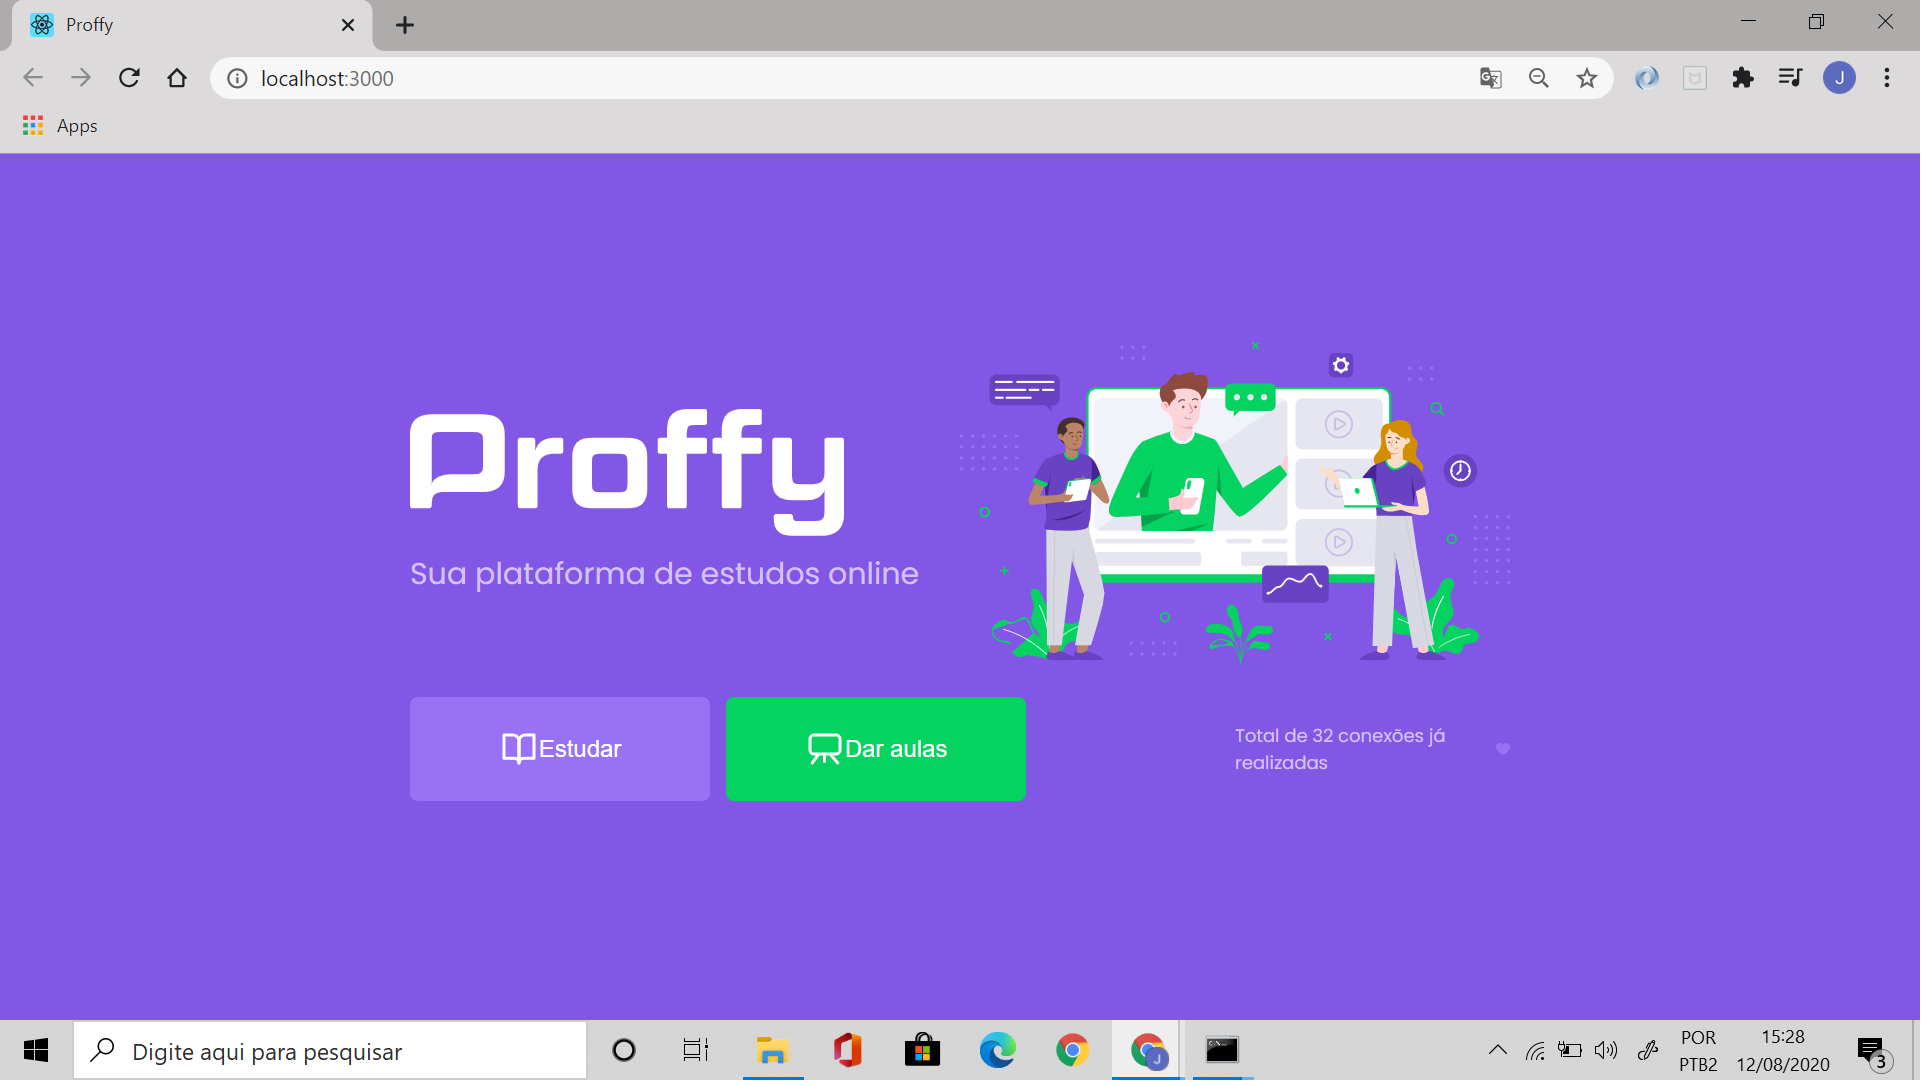 Proffy
localhost:3000
J
Apps
Proffy
Sua plataforma de estudos online
Estudar
Dar aulas
Total de 32 conexões já
realizadas
Digite aqui para pesquisar
J
POR
PTB2
15:28
12/08/2020
3